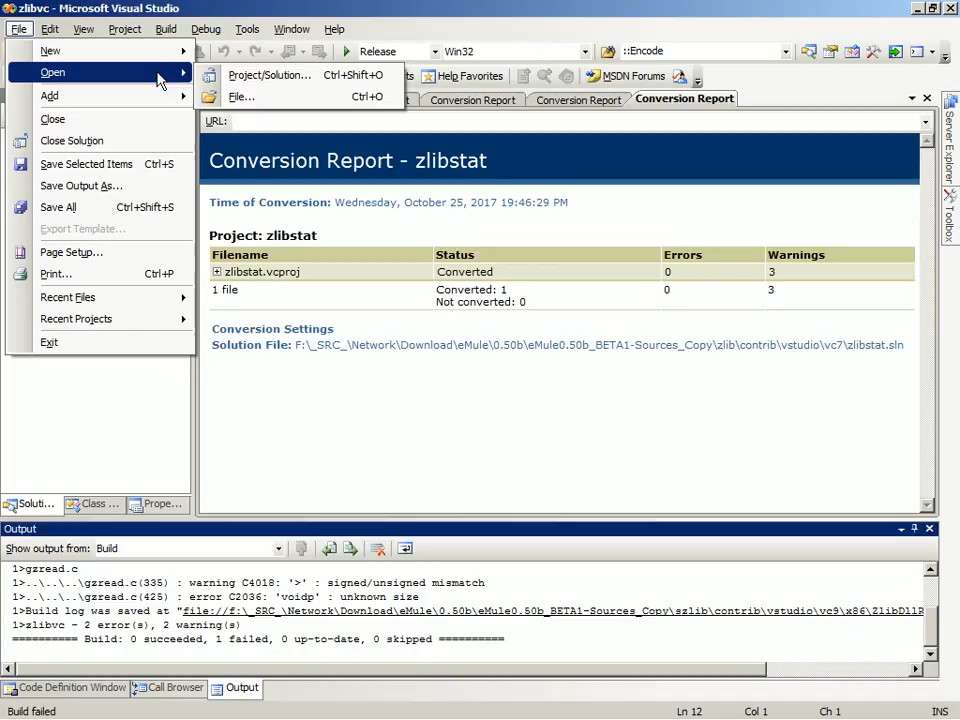 zlibvc - Microsoft Visual Studio
File Edit View Project Build Debug Tools Window Help
New
Release Win32 ::Encode
Open
Project/Solution... Ctrl+Shift+O
File... Ctrl+O
ts Help Favorites MSDN Forums
Add
Close
Close Solution
Save Selected Items Ctrl+S
Save Output As...
Save All Ctrl+Shift+S
Export Template...
Page Setup...
Print... Ctrl+P
Recent Files
Recent Projects
Exit
t Conversion Report Conversion Report Conversion Report
URL:
Conversion Report - zlibstat
Time of Conversion: Wednesday, October 25, 2017 19:46:29 PM
Project: zlibstat
Filename Status Errors Warnings
zlibstat.vcproj Converted 0 3
1 file Converted: 1 0 3
Not converted: 0
Conversion Settings
Solution File: F:\_SRC_\Network\Download\eMule\0.50b\eMule0.50b_BETA1-Sources_Copy\zlib\contrib\vstudio\vc7\zlibstat.sln
Server Explorer
Toolbox
Soluti... Class ... Prope...
Output
Show output from: Build
1>gzread.c
1>..\..\..\gzread.c(335) : warning C4018: '>' : signed/unsigned mismatch
1>..\..\..\gzread.c(425) : error C2036: 'voidp' : unknown size
1>Build log was saved at "file://f:\_SRC_\Network\Download\eMule\0.50b\eMule0.50b_BETA1-Sources_Copy\szlib\contrib\vstudio\vc9\x86\ZlibDllR
1>zlibvc - 2 error(s), 2 warning(s)
========== Build: 0 succeeded, 1 failed, 0 up-to-date, 0 skipped ==========
Code Definition Window Call Browser Output
Build failed Ln 12 Col 1 Ch 1 INS